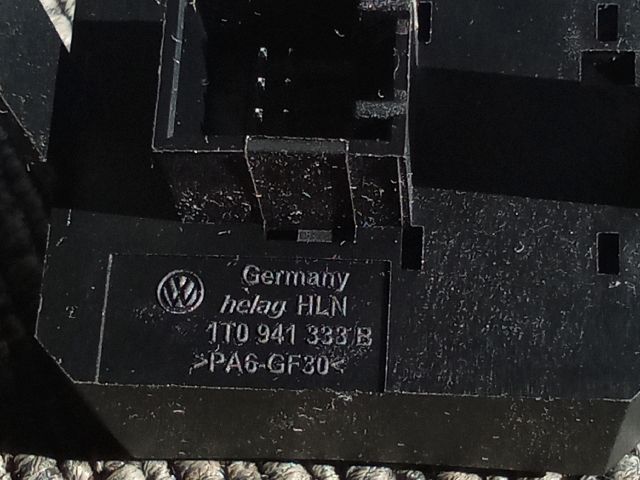 Germany
helag HLN
1T0 941 333 B
>PA6-GF30<